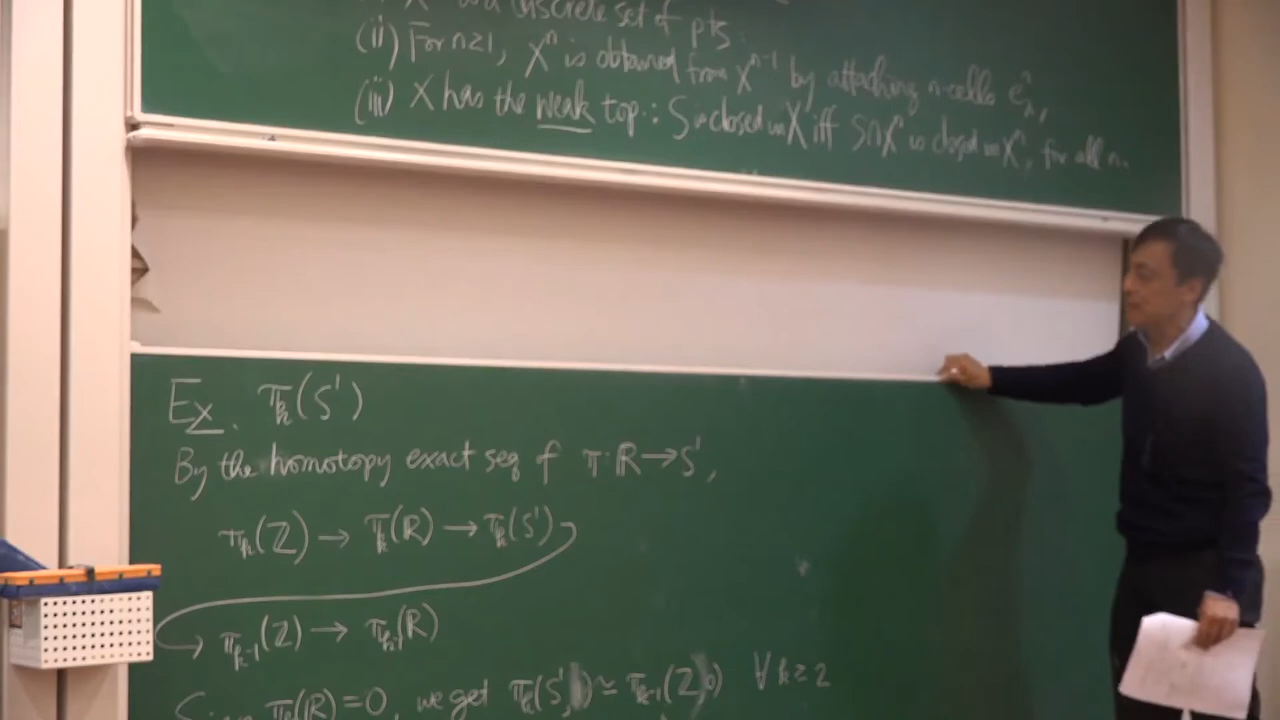 discrete set of pts.
(ii) For n≥1, Xⁿ is obtained from Xⁿ⁻¹ by attaching n-cells eⁿ_λ,
(iii) X has the weak top.: S is closed in X iff S∩Xⁿ is closed in Xⁿ, for all n.
Ex. π_k(S¹)
By the homotopy exact seq of π: ℝ→S¹,
π_k(ℤ) → π_k(ℝ) → π_k(S¹)
→ π_{k-1}(ℤ) → π_{k-1}(ℝ)
π_k(ℝ)=0, we get π_k(S¹, ) ≃ π_{k-1}(ℤ, 0) ∀ k≥2